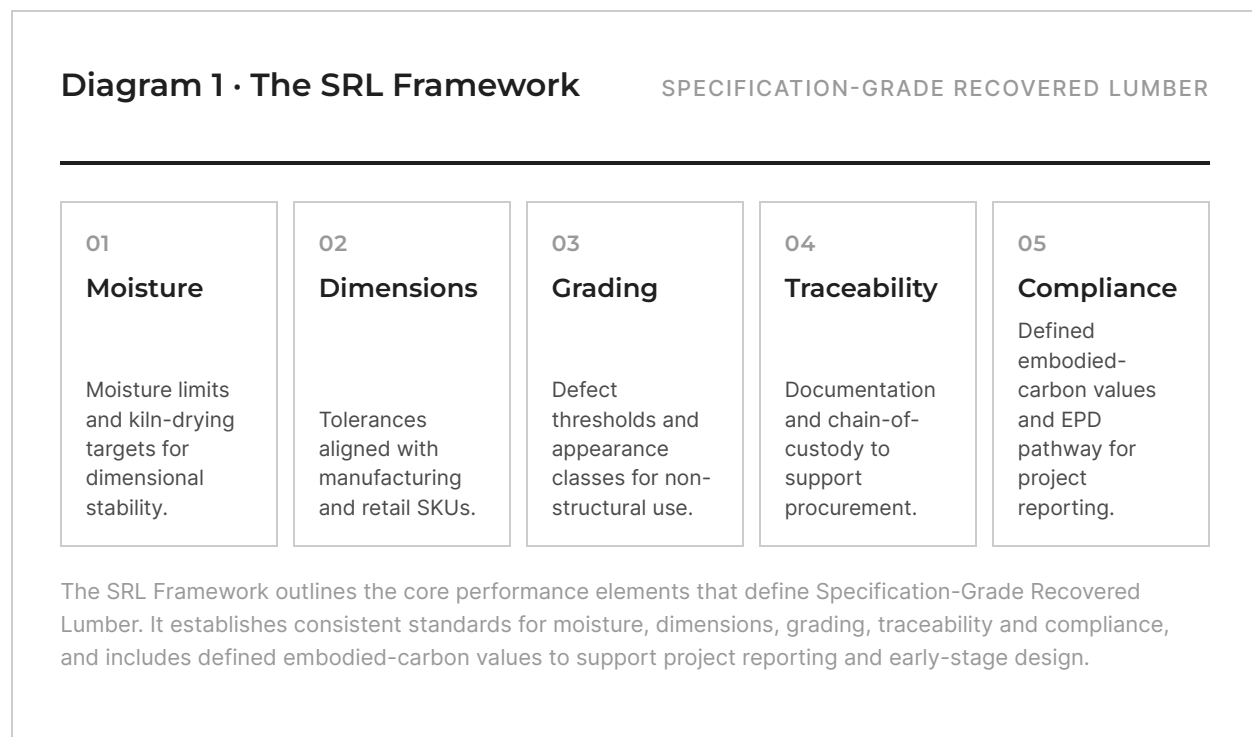 Diagram 1 · The SRL Framework
SPECIFICATION-GRADE RECOVERED LUMBER
01
Moisture
Moisture limits
and kiln-drying
targets for
dimensional
stability.
02
Dimensions
Tolerances
aligned with
manufacturing
and retail SKUs.
03
Grading
Defect
thresholds and
appearance
classes for non-
structural use.
04
Traceability
Documentation
and chain-of-
custody to
support
procurement.
05
Compliance
Defined
embodied-
carbon values
and EPD
pathway for
project
reporting.
The SRL Framework outlines the core performance elements that define Specification-Grade Recovered
Lumber. It establishes consistent standards for moisture, dimensions, grading, traceability and compliance,
and includes defined embodied-carbon values to support project reporting and early-stage design.